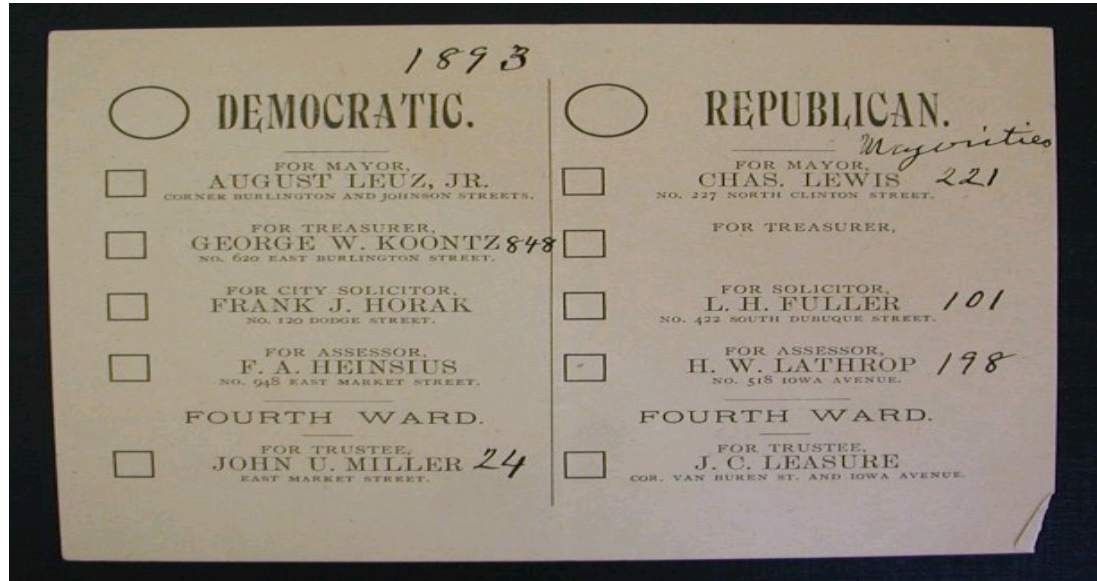 1893
DEMOCRATIC.
FOR MAYOR,
AUGUST LEUZ, JR.
CORNER BURLINGTON AND JOHNSON STREETS.
FOR TREASURER,
GEORGE W. KOONTZ 848
NO. 620 EAST BURLINGTON STREET.
FOR CITY SOLICITOR,
FRANK J. HORAK
NO. 120 DODGE STREET.
FOR ASSESSOR,
F. A. HEINSIUS
NO. 948 EAST MARKET STREET.
FOURTH WARD.
FOR TRUSTEE,
JOHN U. MILLER 24
EAST MARKET STREET.
REPUBLICAN.
Majorities
FOR MAYOR,
CHAS. LEWIS 221
NO. 227 NORTH CLINTON STREET.
FOR TREASURER,
FOR SOLICITOR,
L. H. FULLER 101
NO. 422 SOUTH DUBUQUE STREET.
FOR ASSESSOR,
H. W. LATHROP 198
NO. 518 IOWA AVENUE.
FOURTH WARD.
FOR TRUSTEE,
J. C. LEASURE
COR. VAN BUREN ST. AND IOWA AVENUE.